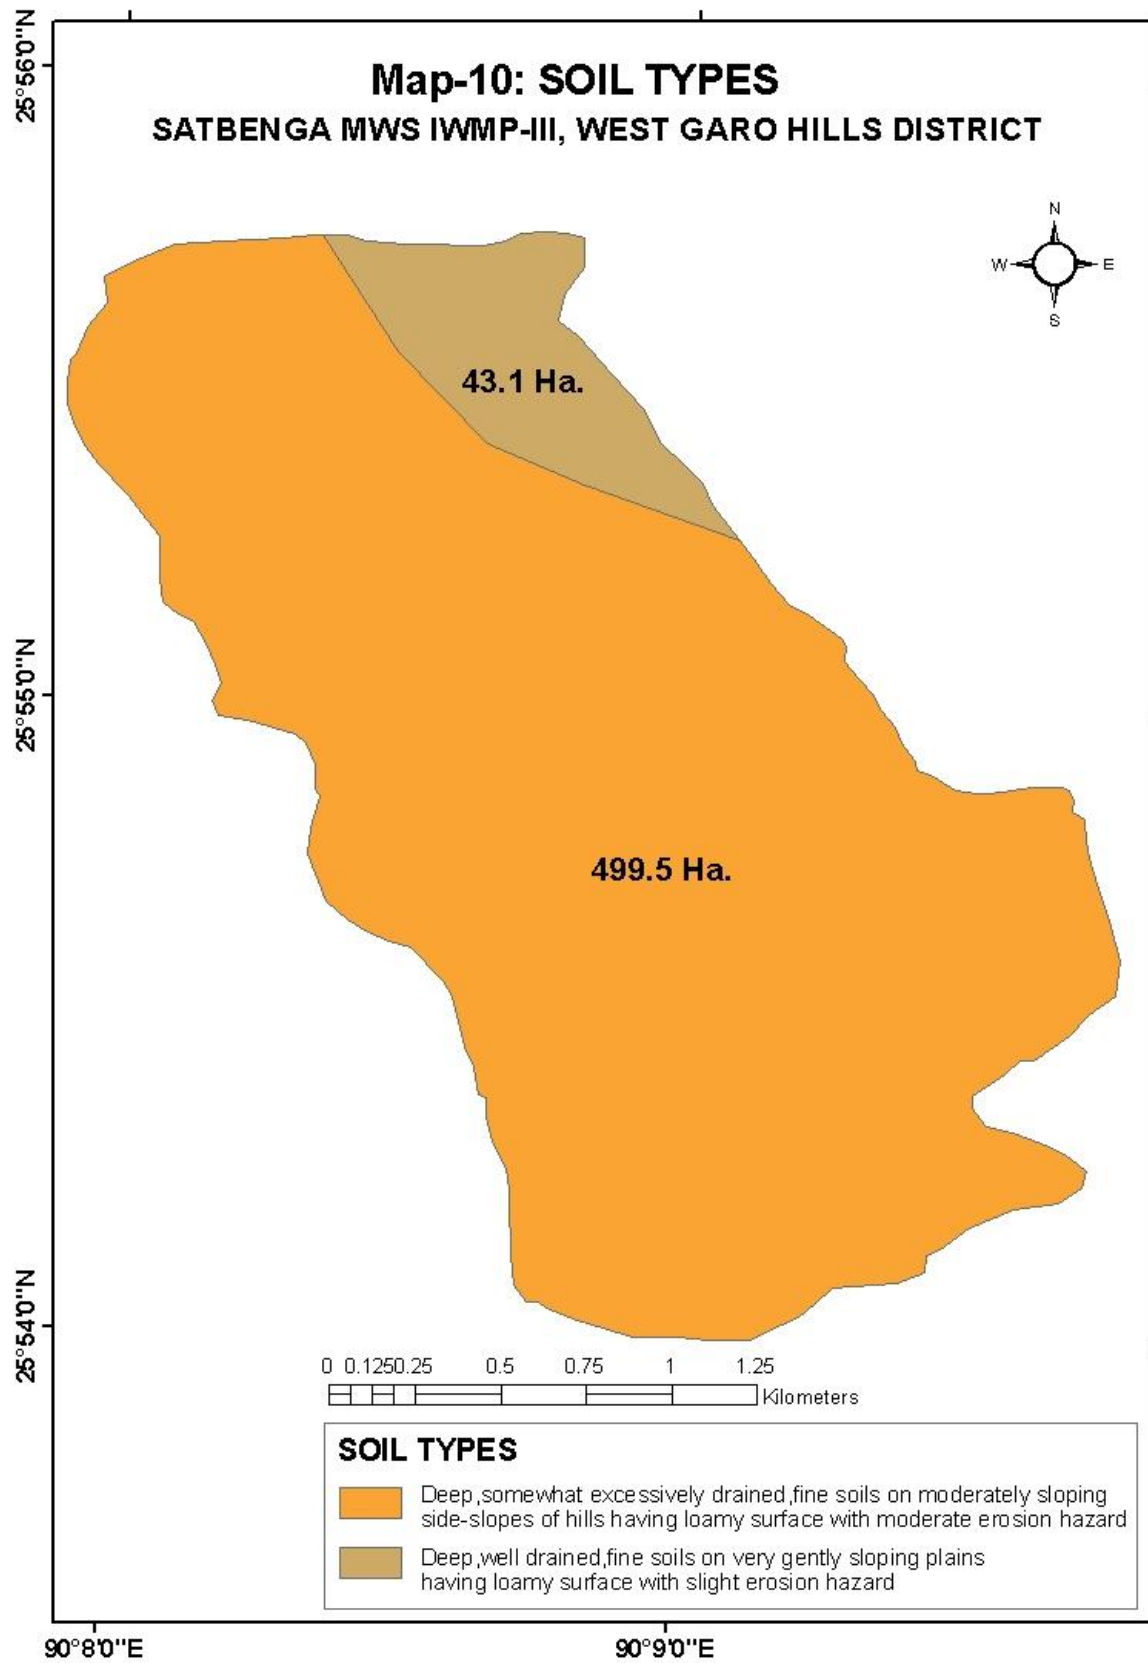 Map-10: SOIL TYPES
SATBENGA MWS IWMP-III, WEST GARO HILLS DISTRICT
25°56'0"N
N
W
E
S
43.1 Ha.
25°55'0"N
499.5 Ha.
25°54'0"N
0 0.1250.25 0.5 0.75 1 1.25
Kilometers
SOIL TYPES
Deep,somewhat excessively drained,fine soils on moderately sloping
side-slopes of hills having loamy surface with moderate erosion hazard
Deep,well drained,fine soils on very gently sloping plains
having loamy surface with slight erosion hazard
90°8'0"E 90°9'0"E